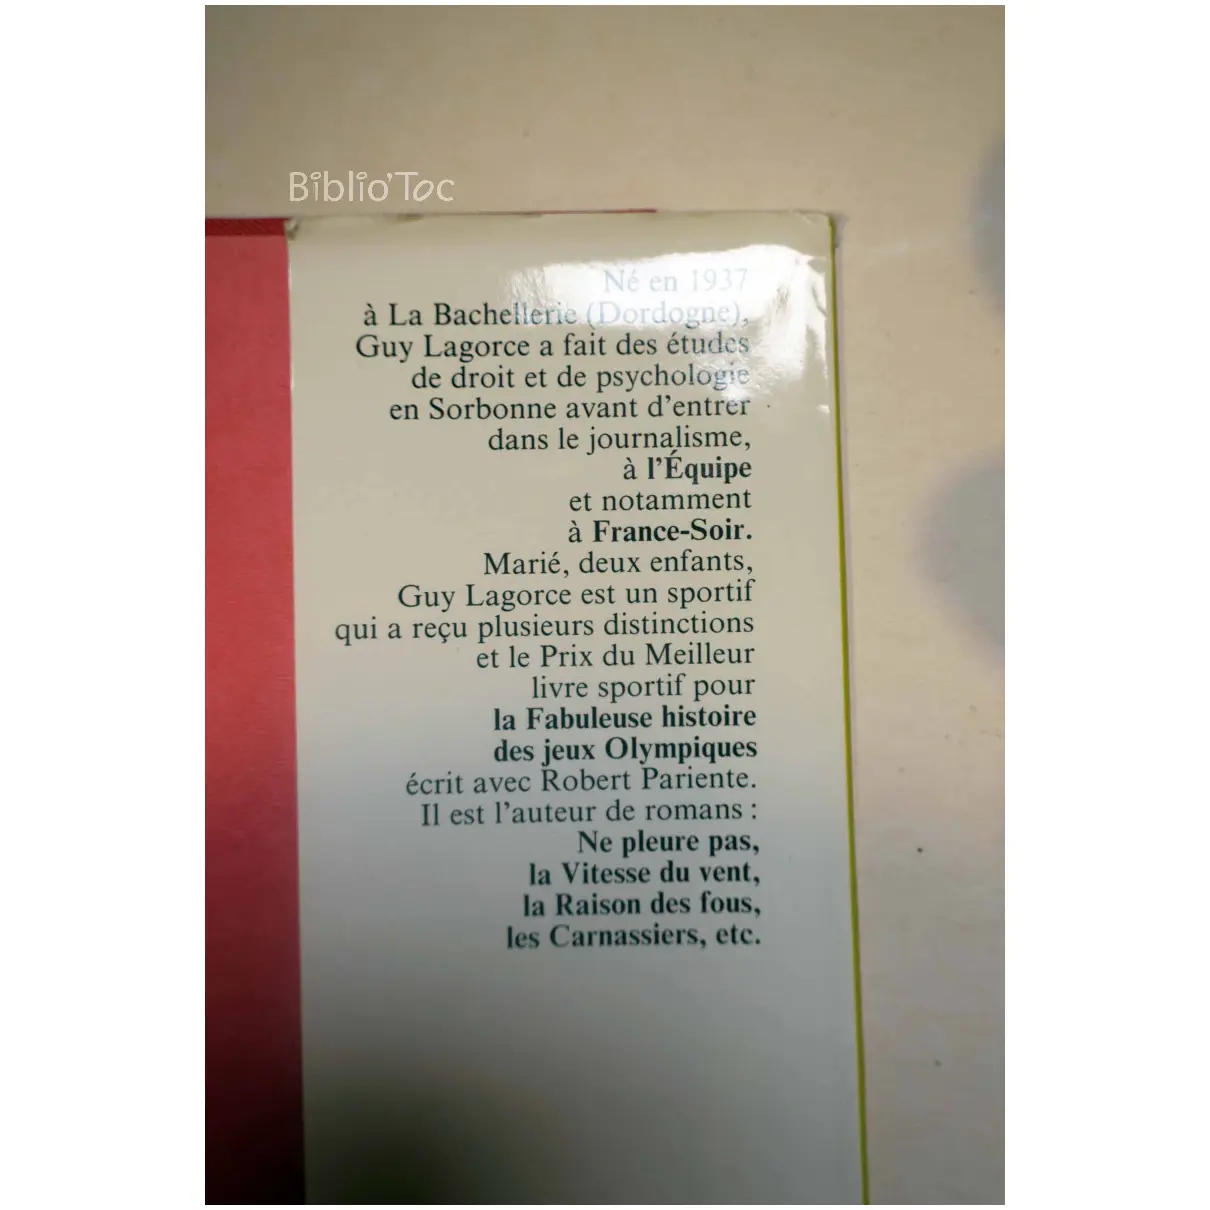 Biblio'Toc
Né en 1937
à La Bachellerie (Dordogne),
Guy Lagorce a fait des études
de droit et de psychologie
en Sorbonne avant d'entrer
dans le journalisme,
à l'Équipe
et notamment
à France-Soir.
Marié, deux enfants,
Guy Lagorce est un sportif
qui a reçu plusieurs distinctions
et le Prix du Meilleur
livre sportif pour
la Fabuleuse histoire
des jeux Olympiques
écrit avec Robert Pariente.
Il est l'auteur de romans :
Ne pleure pas,
la Vitesse du vent,
la Raison des fous,
les Carnassiers, etc.